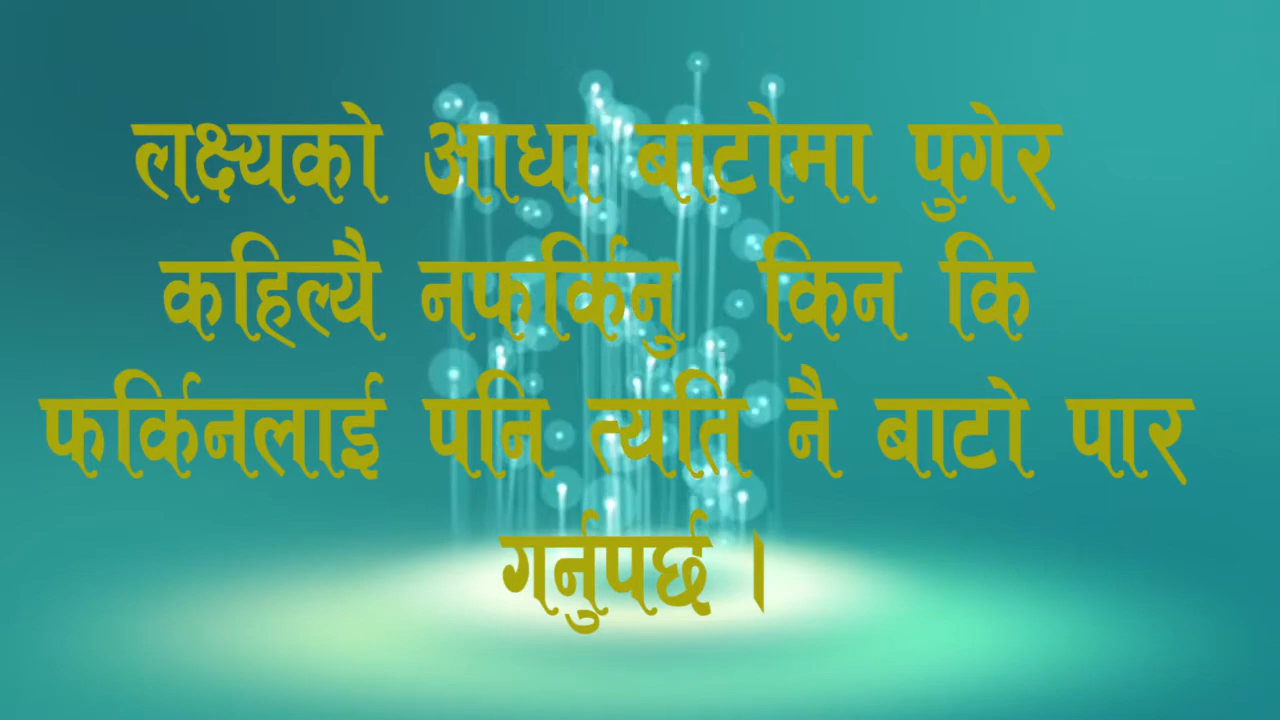 लक्ष्यको आधा बाटोमा पुगेर
कहिल्यै नफर्किनु किन कि
फर्किनलाई पनि त्यति नै बाटो पार
गर्नुपर्छ ।